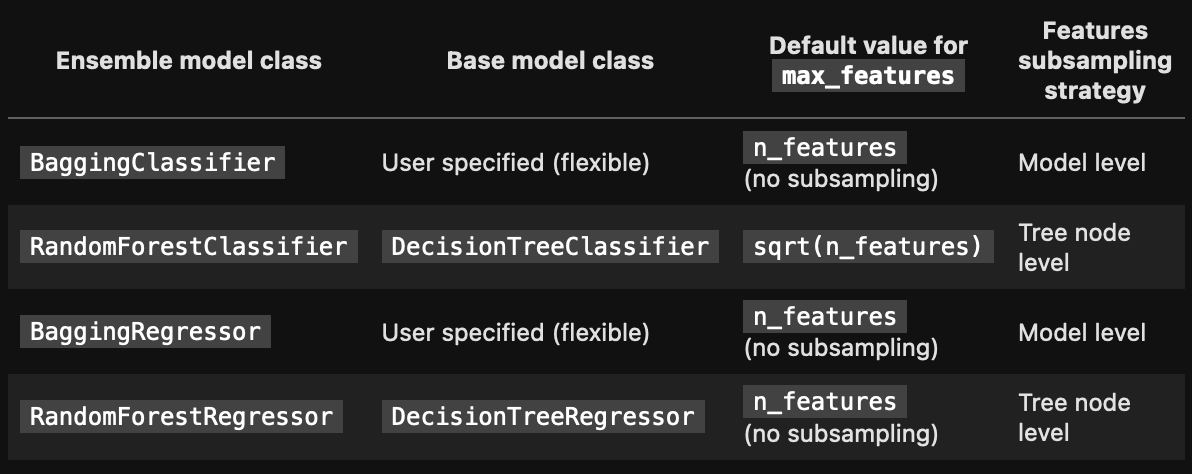 Ensemble model class
Base model class
Default value for
max_features
Features
subsampling
strategy
BaggingClassifier
User specified (flexible)
n_features
(no subsampling)
Model level
RandomForestClassifier
DecisionTreeClassifier
sqrt(n_features)
Tree node
level
BaggingRegressor
User specified (flexible)
n_features
(no subsampling)
Model level
RandomForestRegressor
DecisionTreeRegressor
n_features
(no subsampling)
Tree node
level